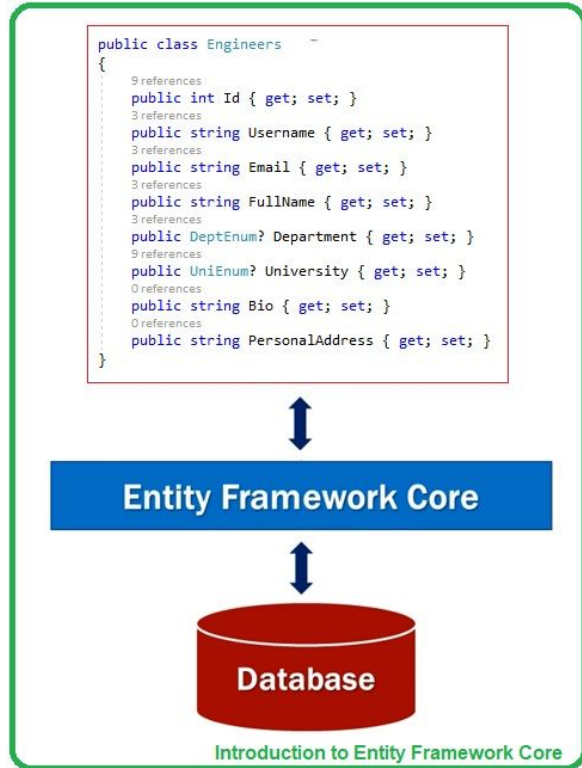 public class Engineers
{
9 references
public int Id { get; set; }
3 references
public string Username { get; set; }
3 references
public string Email { get; set; }
3 references
public string FullName { get; set; }
3 references
public DeptEnum? Department { get; set; }
9 references
public UniEnum? University { get; set; }
0 references
public string Bio { get; set; }
0 references
public string PersonalAddress { get; set; }
}
Entity Framework Core
Database
Introduction to Entity Framework Core